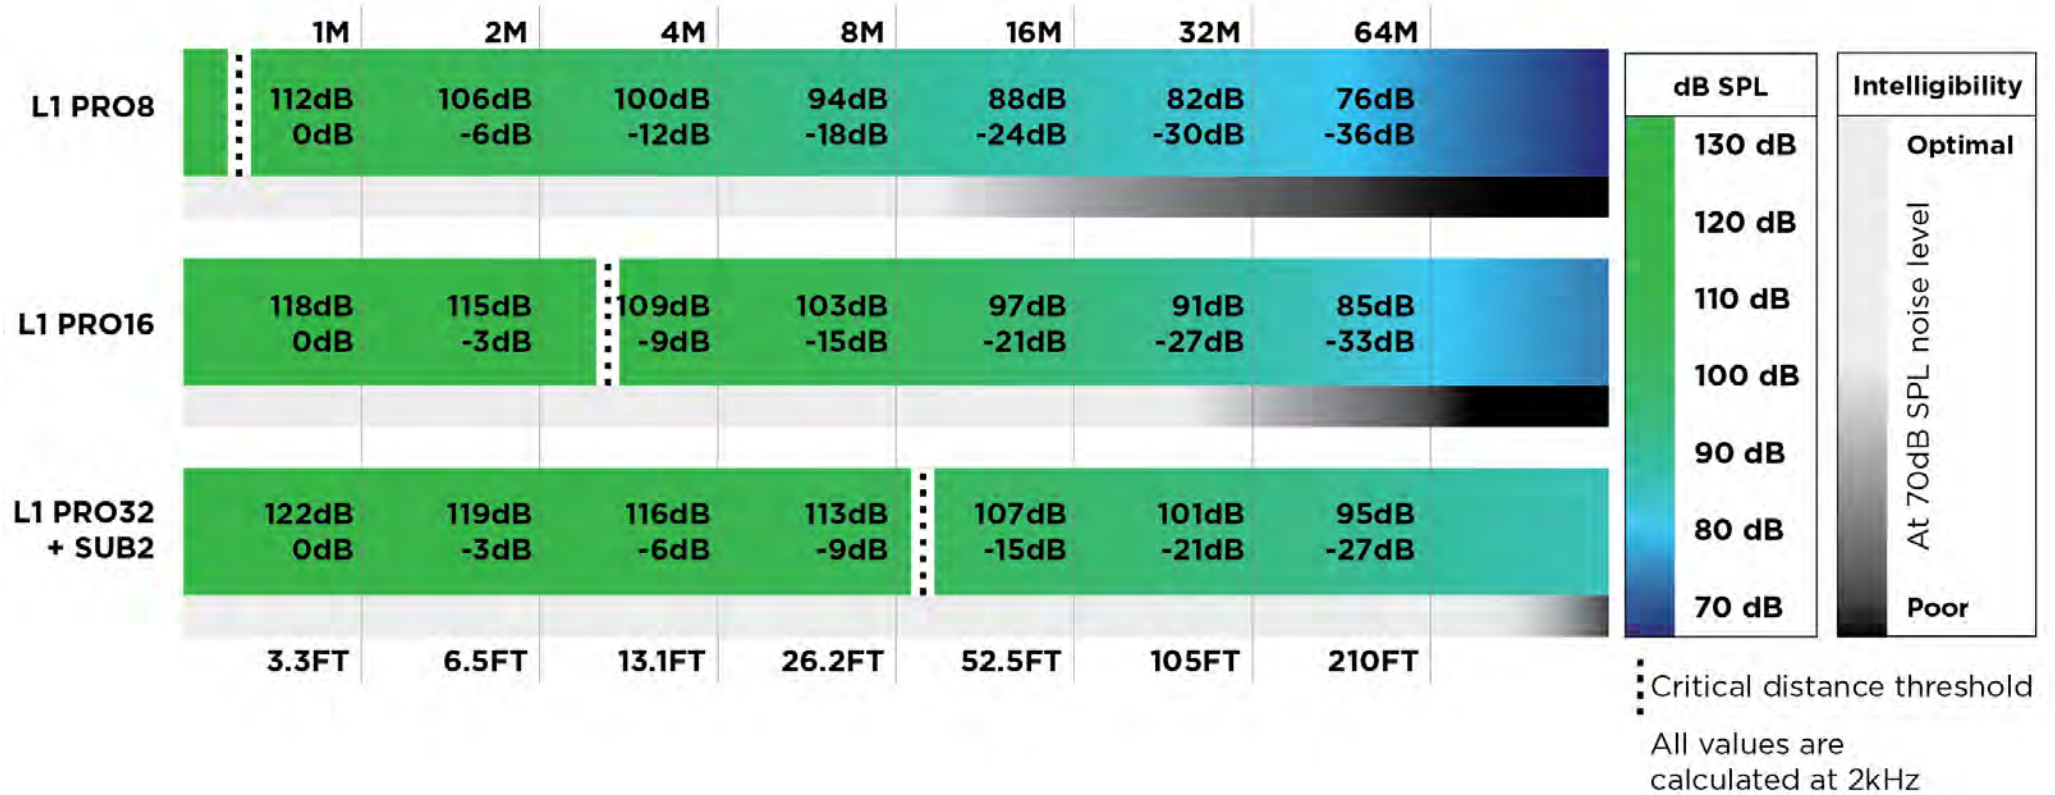 1M 2M 4M 8M 16M 32M 64M
L1 PRO8
112dB 106dB 100dB 94dB 88dB 82dB 76dB
0dB -6dB -12dB -18dB -24dB -30dB -36dB
L1 PRO16
118dB 115dB 109dB 103dB 97dB 91dB 85dB
0dB -3dB -9dB -15dB -21dB -27dB -33dB
L1 PRO32
+ SUB2
122dB 119dB 116dB 113dB 107dB 101dB 95dB
0dB -3dB -6dB -9dB -15dB -21dB -27dB
3.3FT 6.5FT 13.1FT 26.2FT 52.5FT 105FT 210FT
dB SPL
130 dB
120 dB
110 dB
100 dB
90 dB
80 dB
70 dB
Intelligibility
Optimal
At 70dB SPL noise level
Poor
Critical distance threshold
All values are
calculated at 2kHz